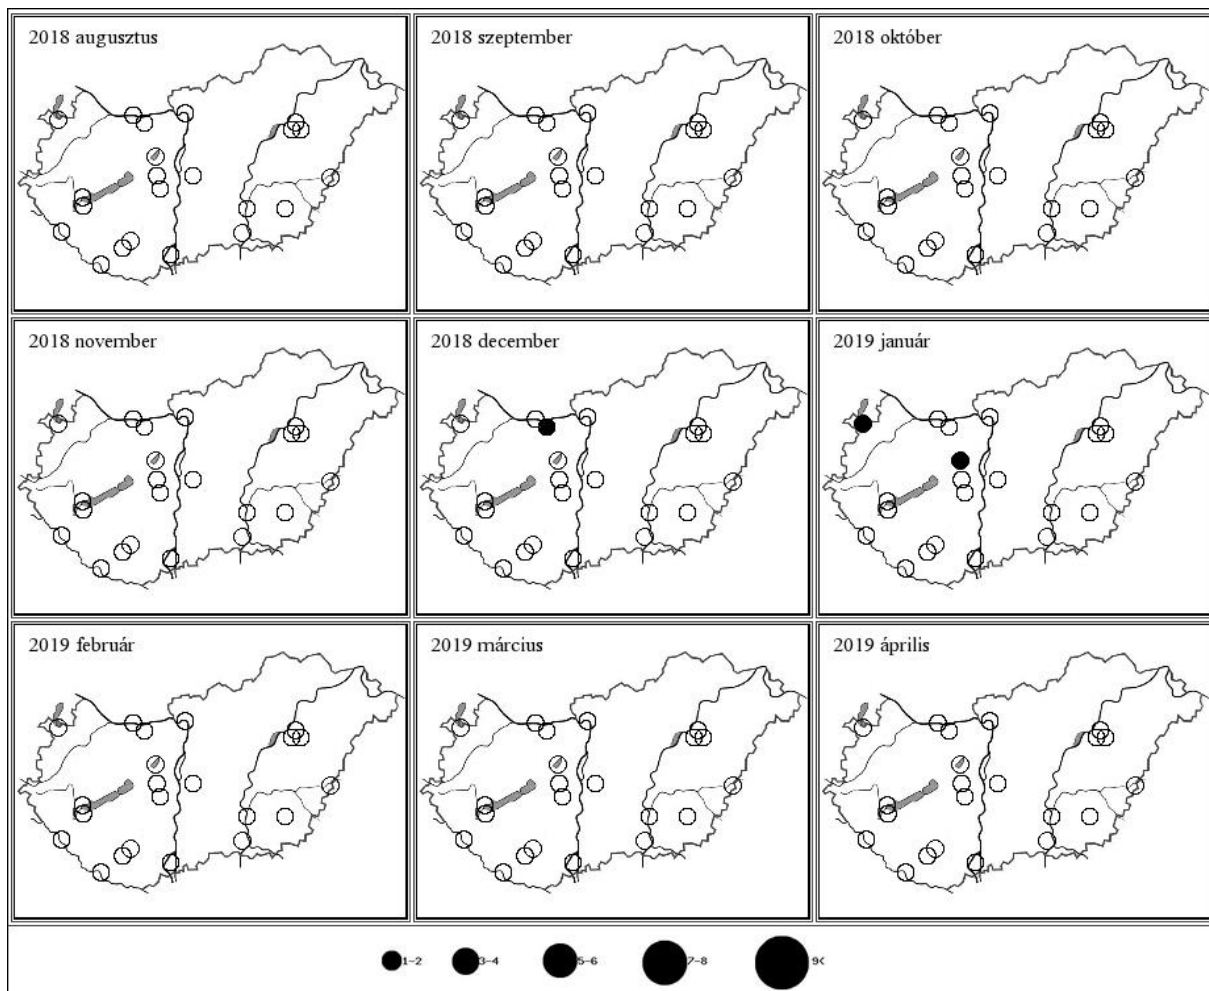 2018 augusztus
2018 szeptember
2018 október
2018 november
2018 december
2019 január
2019 február
2019 március
2019 április
1-2
3-4
5-6
7-8
9<